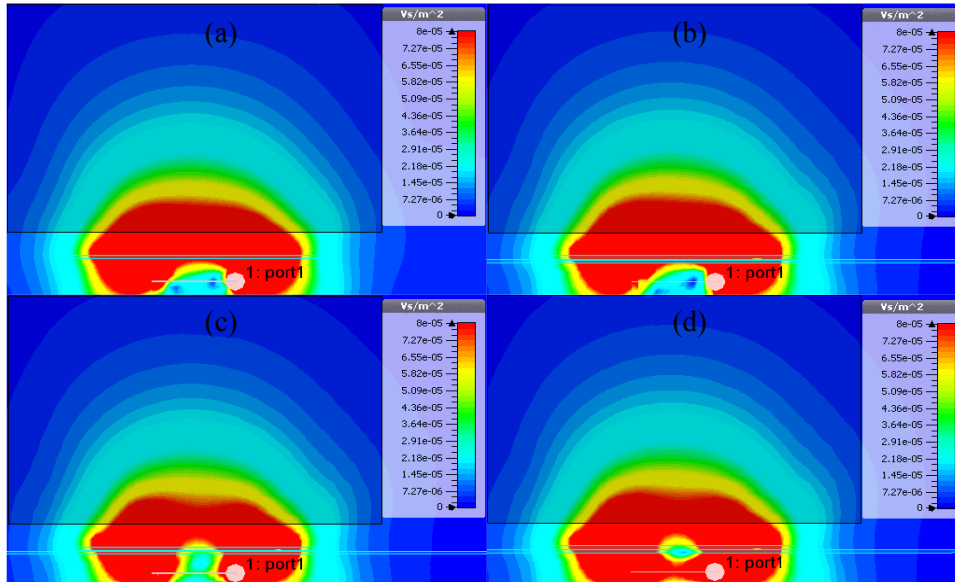 (a)
Vs/m^2
8e-05
7.27e-05
6.55e-05
5.82e-05
5.09e-05
4.36e-05
3.64e-05
2.91e-05
2.18e-05
1.45e-05
7.27e-06
0
1: port1
(b)
Vs/m^2
8e-05
7.27e-05
6.55e-05
5.82e-05
5.09e-05
4.36e-05
3.64e-05
2.91e-05
2.18e-05
1.45e-05
7.27e-06
0
1: port1
(c)
Vs/m^2
8e-05
7.27e-05
6.55e-05
5.82e-05
5.09e-05
4.36e-05
3.64e-05
2.91e-05
2.18e-05
1.45e-05
7.27e-06
0
1: port1
(d)
Vs/m^2
8e-05
7.27e-05
6.55e-05
5.82e-05
5.09e-05
4.36e-05
3.64e-05
2.91e-05
2.18e-05
1.45e-05
7.27e-06
0
1: port1